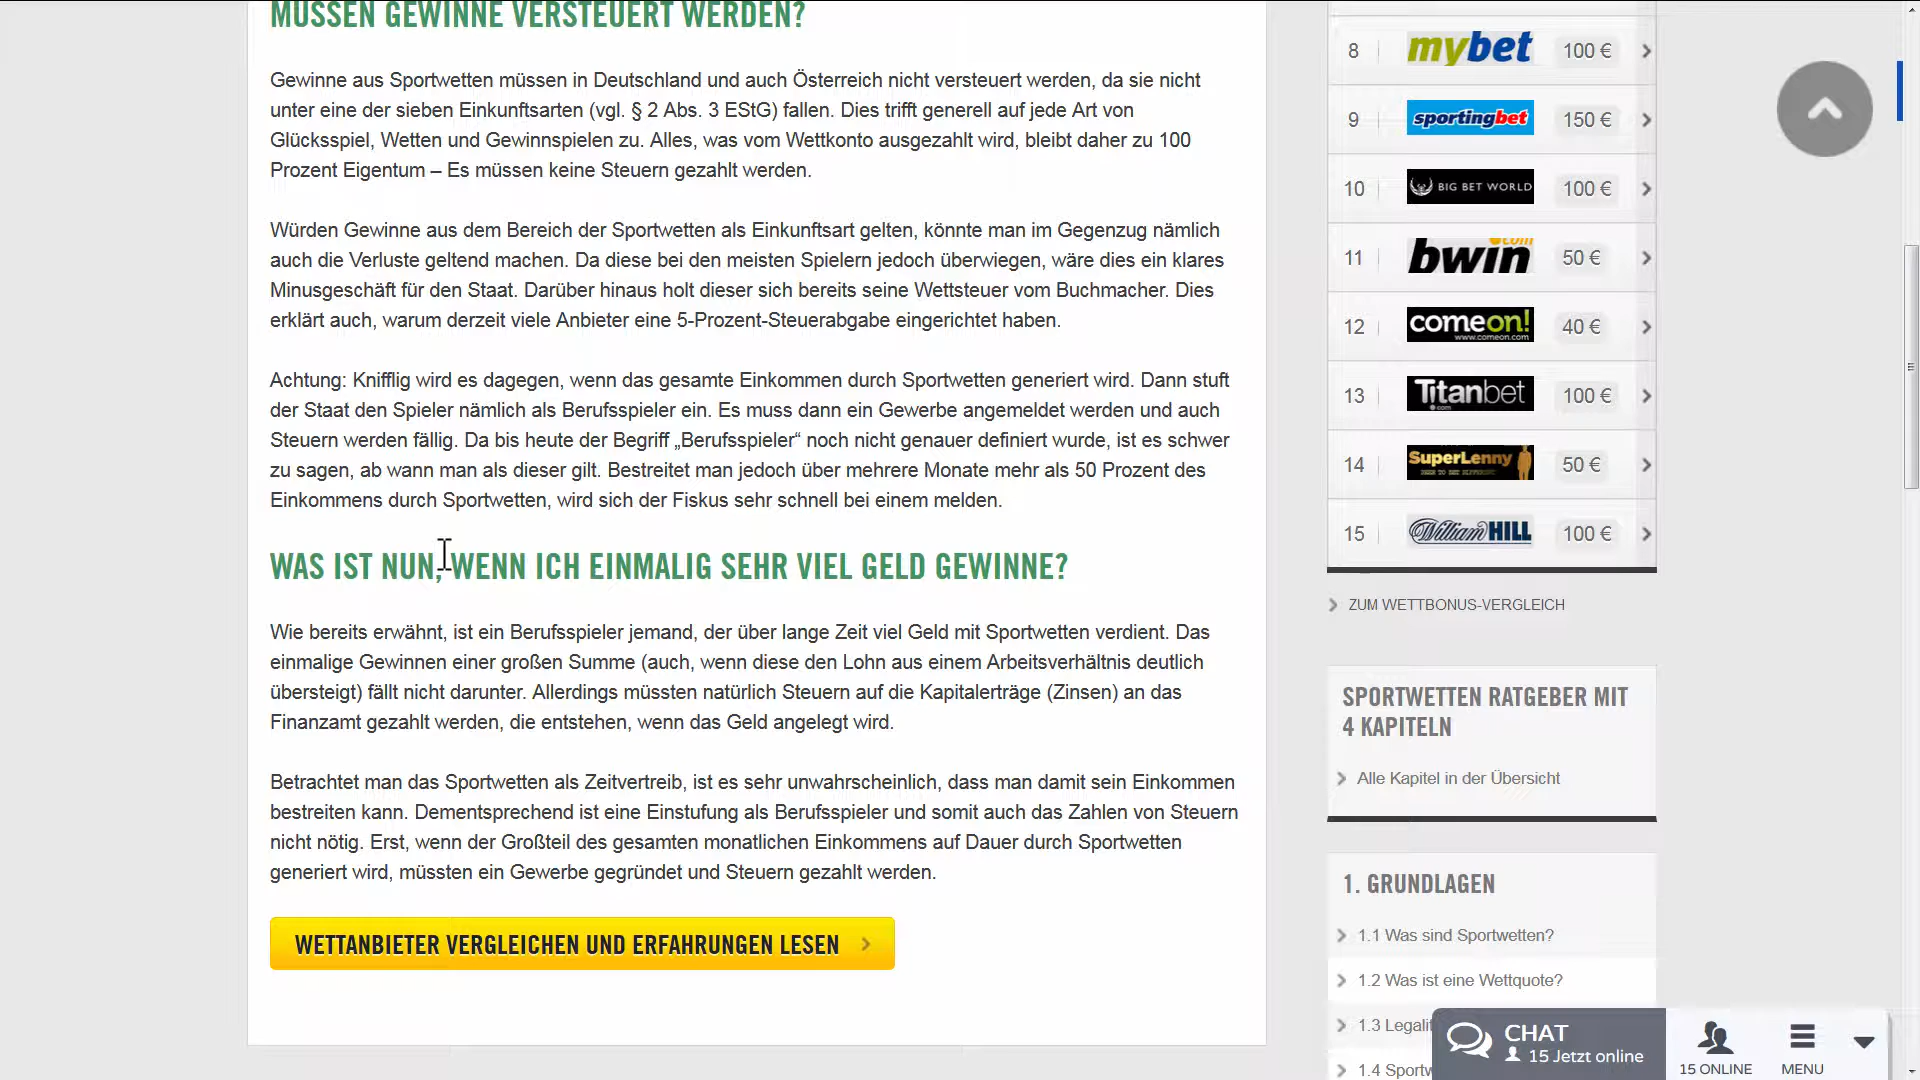 MÜSSEN GEWINNE VERSTEUERT WERDEN?
Gewinne aus Sportwetten müssen in Deutschland und auch Österreich nicht versteuert werden, da sie nicht
unter eine der sieben Einkunftsarten (vgl. § 2 Abs. 3 EStG) fallen. Dies trifft generell auf jede Art von
Glücksspiel, Wetten und Gewinnspielen zu. Alles, was vom Wettkonto ausgezahlt wird, bleibt daher zu 100
Prozent Eigentum – Es müssen keine Steuern gezahlt werden.
Würden Gewinne aus dem Bereich der Sportwetten als Einkunftsart gelten, könnte man im Gegenzug nämlich
auch die Verluste geltend machen. Da diese bei den meisten Spielern jedoch überwiegen, wäre dies ein klares
Minusgeschäft für den Staat. Darüber hinaus holt dieser sich bereits seine Wettsteuer vom Buchmacher. Dies
erklärt auch, warum derzeit viele Anbieter eine 5-Prozent-Steuerabgabe eingerichtet haben.
Achtung: Knifflig wird es dagegen, wenn das gesamte Einkommen durch Sportwetten generiert wird. Dann stuft
der Staat den Spieler nämlich als Berufsspieler ein. Es muss dann ein Gewerbe angemeldet werden und auch
Steuern werden fällig. Da bis heute der Begriff „Berufsspieler“ noch nicht genauer definiert wurde, ist es schwer
zu sagen, ab wann man als dieser gilt. Bestreitet man jedoch über mehrere Monate mehr als 50 Prozent des
Einkommens durch Sportwetten, wird sich der Fiskus sehr schnell bei einem melden.
WAS IST NUN, WENN ICH EINMALIG SEHR VIEL GELD GEWINNE?
Wie bereits erwähnt, ist ein Berufsspieler jemand, der über lange Zeit viel Geld mit Sportwetten verdient. Das
einmalige Gewinnen einer großen Summe (auch, wenn diese den Lohn aus einem Arbeitsverhältnis deutlich
übersteigt) fällt nicht darunter. Allerdings müssten natürlich Steuern auf die Kapitalerträge (Zinsen) an das
Finanzamt gezahlt werden, die entstehen, wenn das Geld angelegt wird.
Betrachtet man das Sportwetten als Zeitvertreib, ist es sehr unwahrscheinlich, dass man damit sein Einkommen
bestreiten kann. Dementsprechend ist eine Einstufung als Berufsspieler und somit auch das Zahlen von Steuern
nicht nötig. Erst, wenn der Großteil des gesamten monatlichen Einkommens auf Dauer durch Sportwetten
generiert wird, müssten ein Gewerbe gegründet und Steuern gezahlt werden.
WETTANBIETER VERGLEICHEN UND ERFAHRUNGEN LESEN
8 mybet 100 €
9 sportingbet 150 €
10 BIG BET WORLD 100 €
11 bwin .com 50 €
12 comeon! www.comeon.com 40 €
13 Titanbet .com 100 €
14 SuperLenny 50 €
15 William HILL 100 €
ZUM WETTBONUS-VERGLEICH
SPORTWETTEN RATGEBER MIT
4 KAPITELN
Alle Kapitel in der Übersicht
1. GRUNDLAGEN
1.1 Was sind Sportwetten?
1.2 Was ist eine Wettquote?
1.3 Legali
1.4 Sportw
CHAT
15 Jetzt online
15 ONLINE
MENU